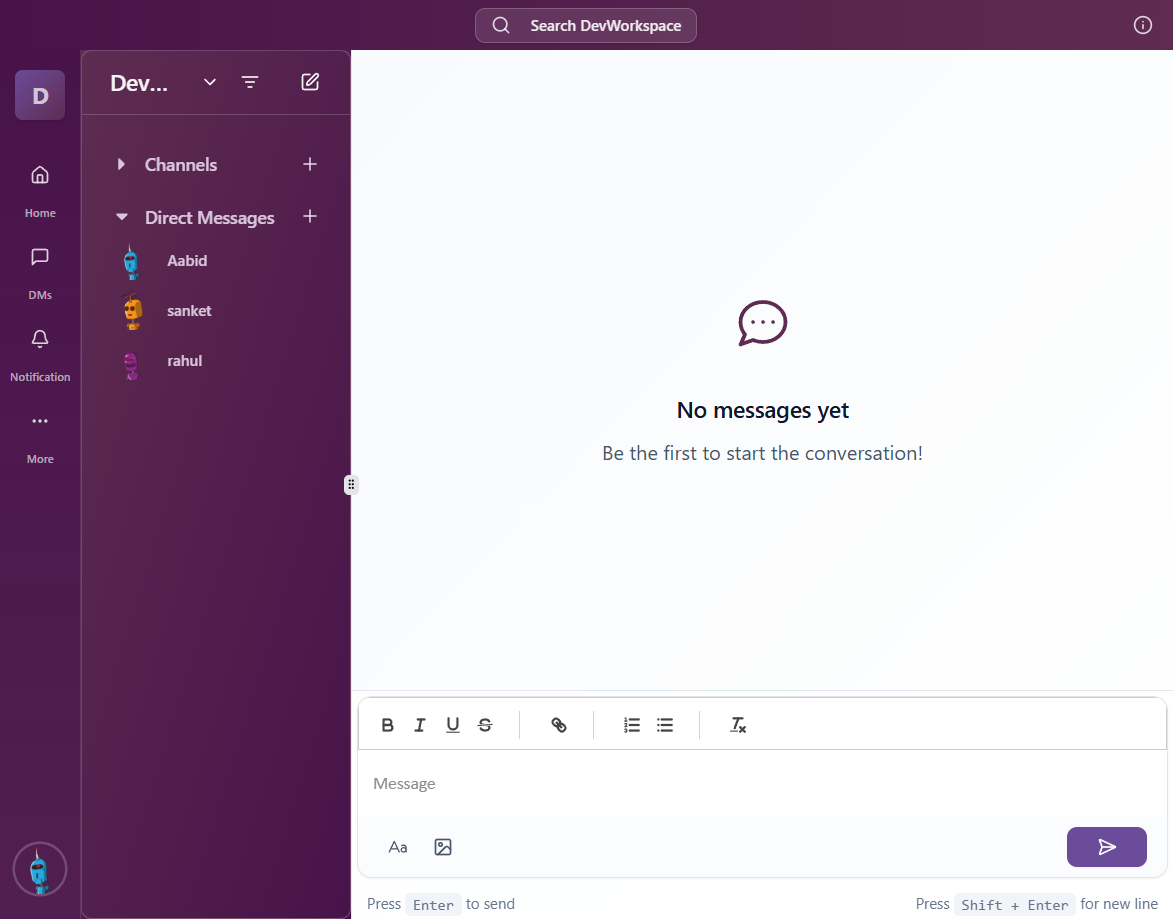 Search DevWorkspace
D
Home
DMs
Notification
More
Dev...
Channels
Direct Messages
Aabid
sanket
rahul
No messages yet
Be the first to start the conversation!
Message
Aa
Press Enter to send
Press Shift + Enter for new line